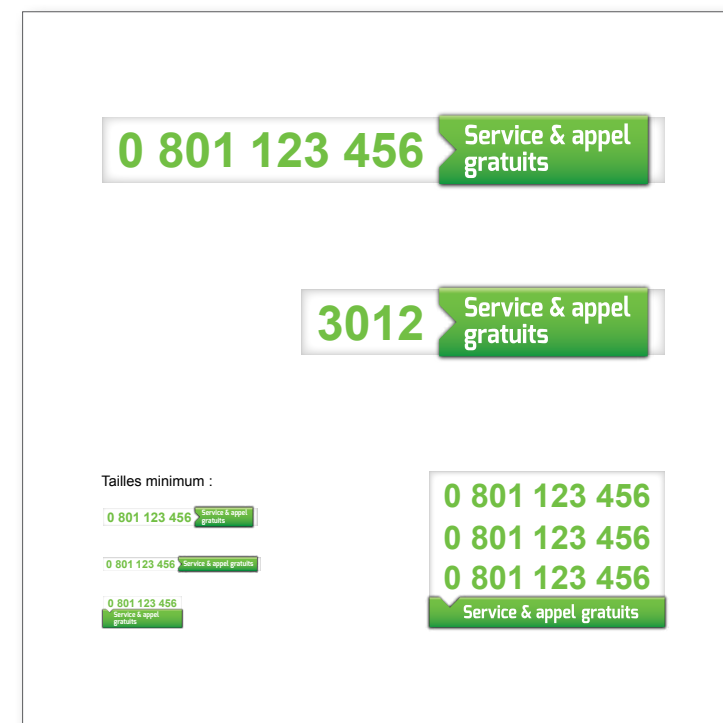 0 801 123 456
Service & appel
gratuits
3012
Service & appel
gratuits
Tailles minimum :
0 801 123 456
Service & appel
gratuits
0 801 123 456
Service & appel gratuits
0 801 123 456
Service & appel
gratuits
0 801 123 456
0 801 123 456
0 801 123 456
Service & appel gratuits